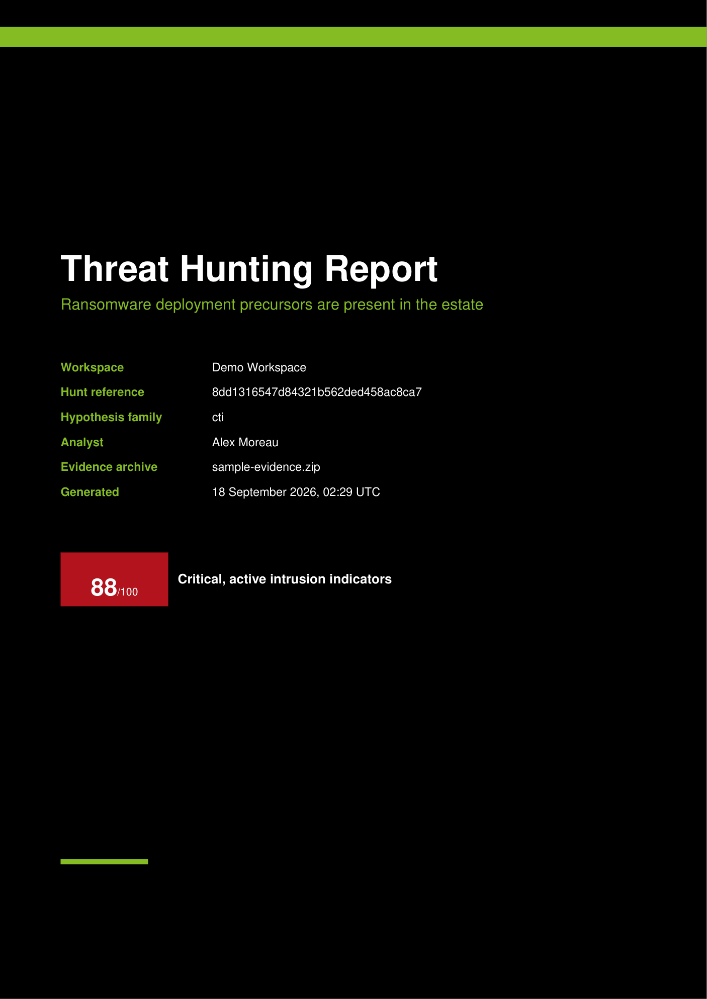 Threat Hunting Report
Ransomware deployment precursors are present in the estate
Workspace Demo Workspace
Hunt reference 8dd1316547d84321b562ded458ac8ca7
Hypothesis family cti
Analyst Alex Moreau
Evidence archive sample-evidence.zip
Generated 18 September 2026, 02:29 UTC
88/100 Critical, active intrusion indicators